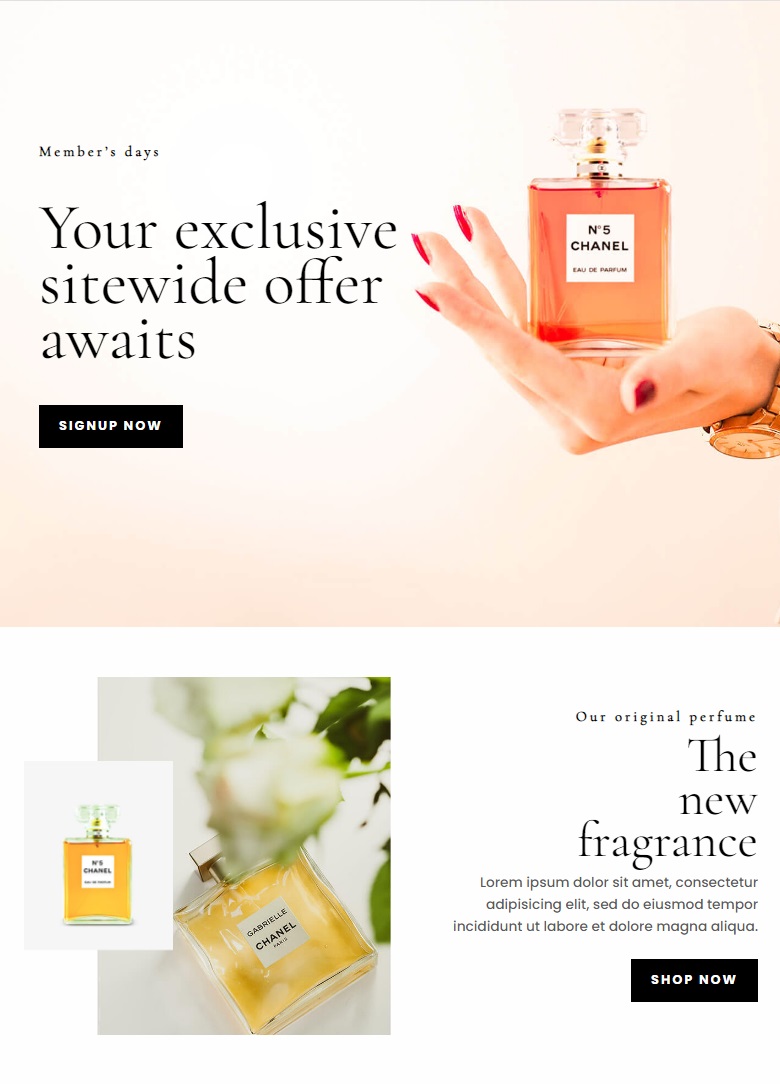 Member's days
Your exclusive
sitewide offer
awaits
SIGNUP NOW
N°5
CHANEL
EAU DE PARFUM
Our original perfume
The
new
fragrance
Lorem ipsum dolor sit amet, consectetur
adipisicing elit, sed do eiusmod tempor
incididunt ut labore et dolore magna aliqua.
SHOP NOW
N°5
CHANEL
EAU DE PARFUM
GABRIELLE
CHANEL
PARIS